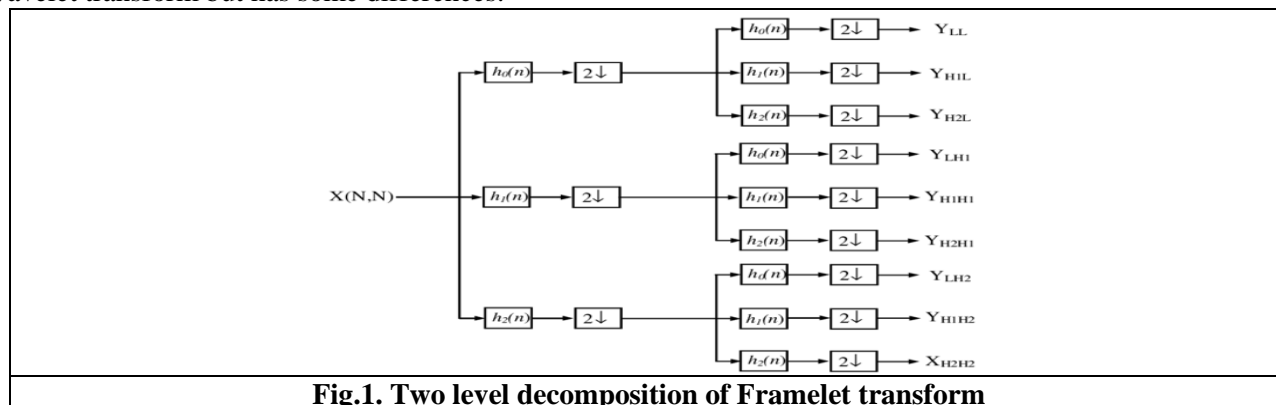 avelet transform but has some differences.
h0(n) 2↓ YLL
h0(n) 2↓ h1(n) 2↓ YH1L
h2(n) 2↓ YH2L
h0(n) 2↓ YLH1
X(N,N) h1(n) 2↓ h1(n) 2↓ YH1H1
h2(n) 2↓ YH2H1
h0(n) 2↓ YLH2
h2(n) 2↓ h1(n) 2↓ YH1H2
h2(n) 2↓ XH2H2
Fig.1. Two level decomposition of Framelet transform